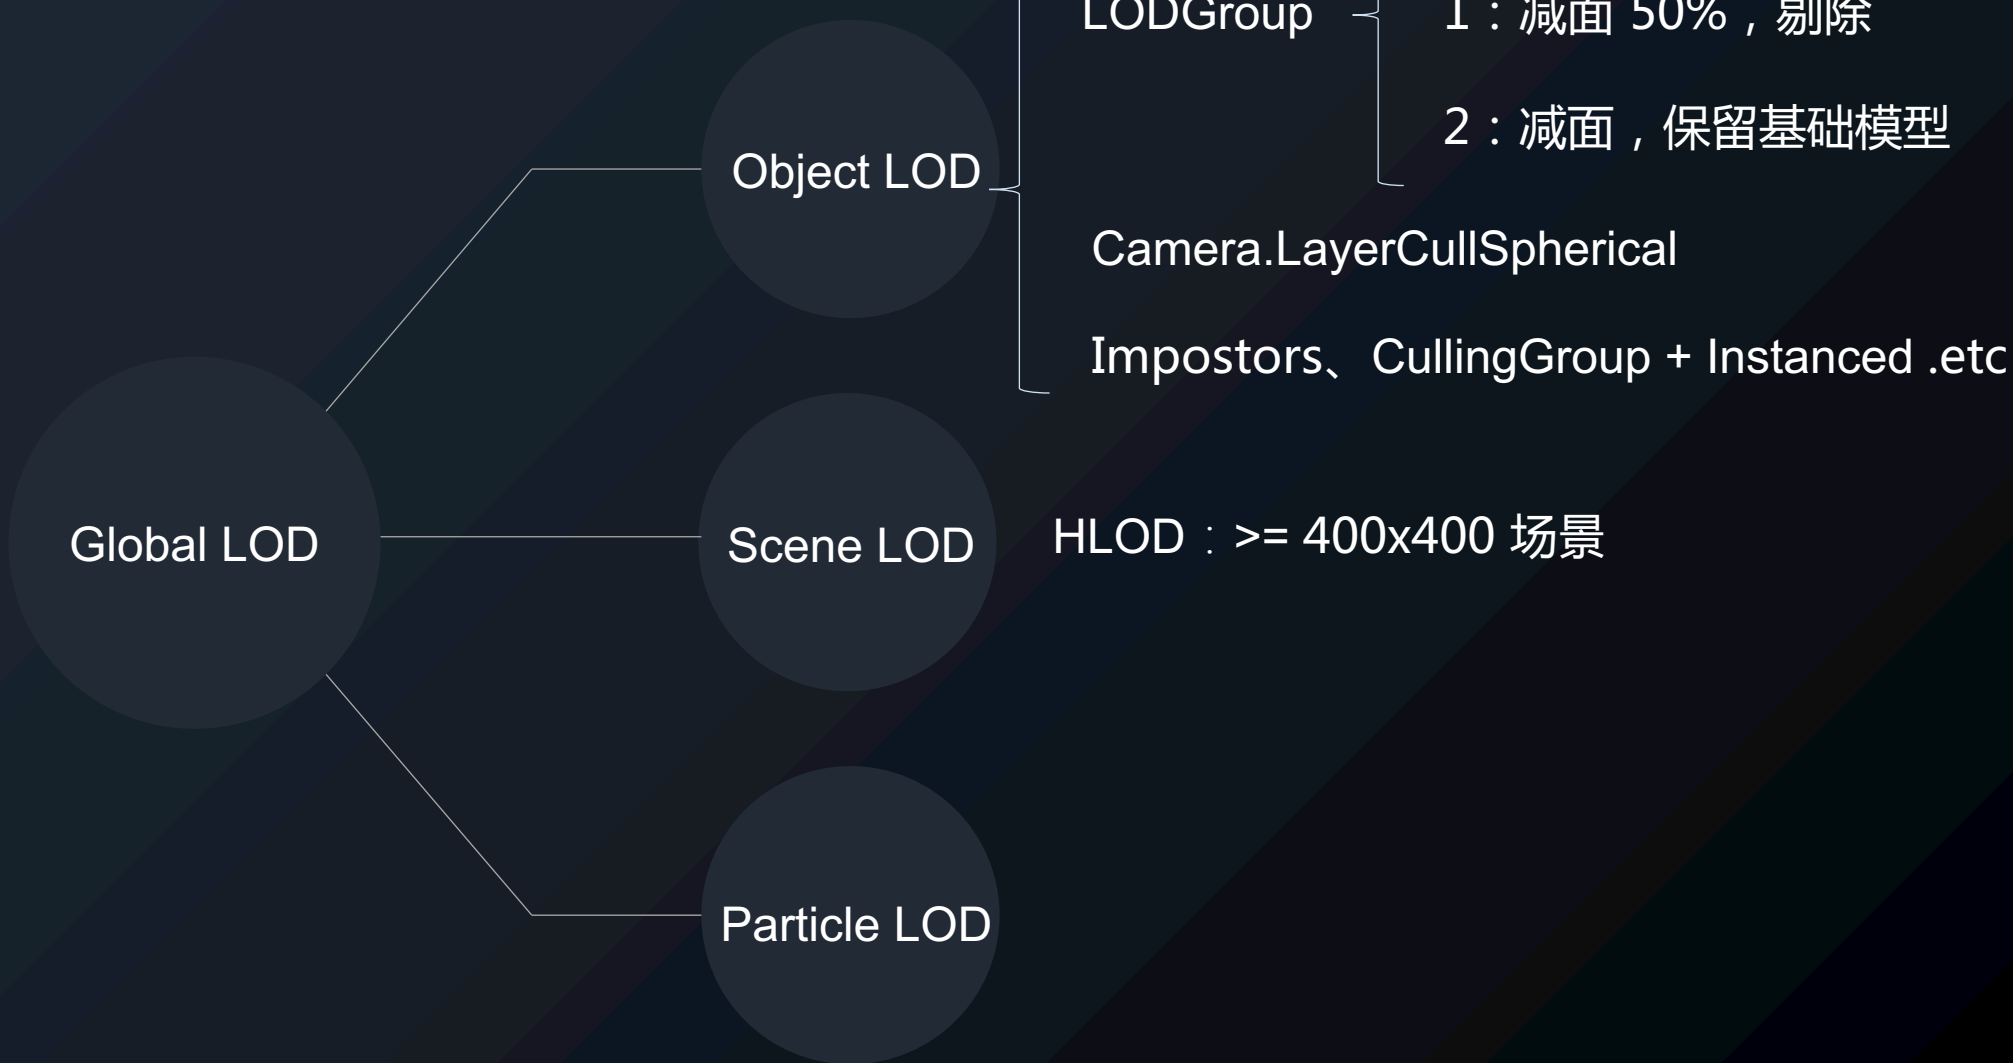 LODGroup
1：减面 50%，剔除
2：减面，保留基础模型
Object LOD
Camera.LayerCullSpherical
Impostors、CullingGroup + Instanced .etc
Global LOD
Scene LOD
HLOD：>= 400x400 场景
Particle LOD